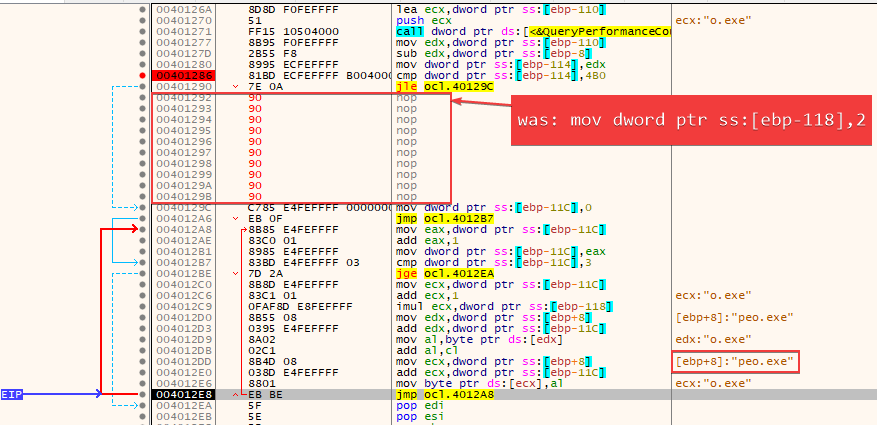 0040126A 8D8D F0FEFFFF lea ecx,dword ptr ss:[ebp-110]
00401270 51 push ecx ecx:"o.exe"
00401271 FF15 10504000 call dword ptr ds:[<&QueryPerformanceCo
00401277 8B95 F0FEFFFF mov edx,dword ptr ss:[ebp-110]
0040127D 2B55 F8 sub edx,dword ptr ss:[ebp-8]
00401280 8995 ECFEFFFF mov dword ptr ss:[ebp-114],edx
00401286 81BD ECFEFFFF B00400 cmp dword ptr ss:[ebp-114],4B0
00401290 7E 0A jle ocl.40129C
00401292 90 nop
00401293 90 nop
00401294 90 nop
00401295 90 nop
00401296 90 nop
00401297 90 nop
00401298 90 nop
00401299 90 nop
0040129A 90 nop
0040129B 90 nop
was: mov dword ptr ss:[ebp-118],2
0040129C C785 E4FEFFFF 0000000 mov dword ptr ss:[ebp-11C],0
004012A6 EB 0F jmp ocl.4012B7
004012A8 8B85 E4FEFFFF mov eax,dword ptr ss:[ebp-11C]
004012AE 83C0 01 add eax,1
004012B1 8985 E4FEFFFF mov dword ptr ss:[ebp-11C],eax
004012B7 83BD E4FEFFFF 03 cmp dword ptr ss:[ebp-11C],3
004012BE 7D 2A jge ocl.4012EA
004012C0 8B8D E4FEFFFF mov ecx,dword ptr ss:[ebp-11C]
004012C6 83C1 01 add ecx,1 ecx:"o.exe"
004012C9 0FAF8D E8FEFFFF imul ecx,dword ptr ss:[ebp-118]
004012D0 8B55 08 mov edx,dword ptr ss:[ebp+8] [ebp+8]:"peo.exe"
004012D3 0395 E4FEFFFF add edx,dword ptr ss:[ebp-11C]
004012D9 8A02 mov al,byte ptr ds:[edx] edx:"o.exe"
004012DB 02C1 add al,cl
004012DD 8B4D 08 mov ecx,dword ptr ss:[ebp+8] [ebp+8]:"peo.exe"
004012E0 038D E4FEFFFF add ecx,dword ptr ss:[ebp-11C]
004012E6 8801 mov byte ptr ds:[ecx],al ecx:"o.exe"
EIP 004012E8 EB BE jmp ocl.4012A8
004012EA 5F pop edi
004012EB 5E pop esi